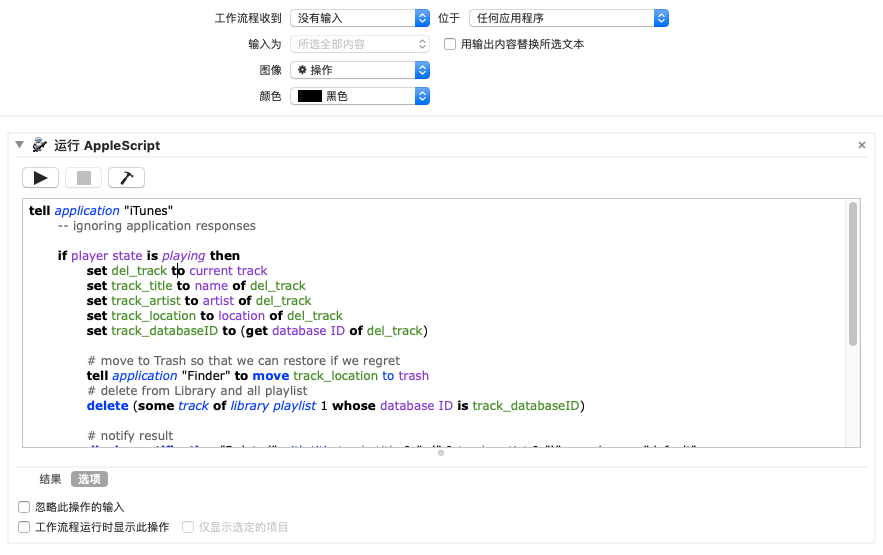 工作流程收到 没有输入 位于 任何应用程序
输入为 所选全部内容 用输出内容替换所选文本
图像 操作
颜色 黑色
运行 AppleScript
tell application "iTunes"
-- ignoring application responses
if player state is playing then
set del_track to current track
set track_title to name of del_track
set track_artist to artist of del_track
set track_location to location of del_track
set track_databaseID to (get database ID of del_track)
# move to Trash so that we can restore if we regret
tell application "Finder" to move track_location to trash
# delete from Library and all playlist
delete (some track of library playlist 1 whose database ID is track_databaseID)
# notify result
结果 选项
忽略此操作的输入
工作流程运行时显示此操作 仅显示选定的项目